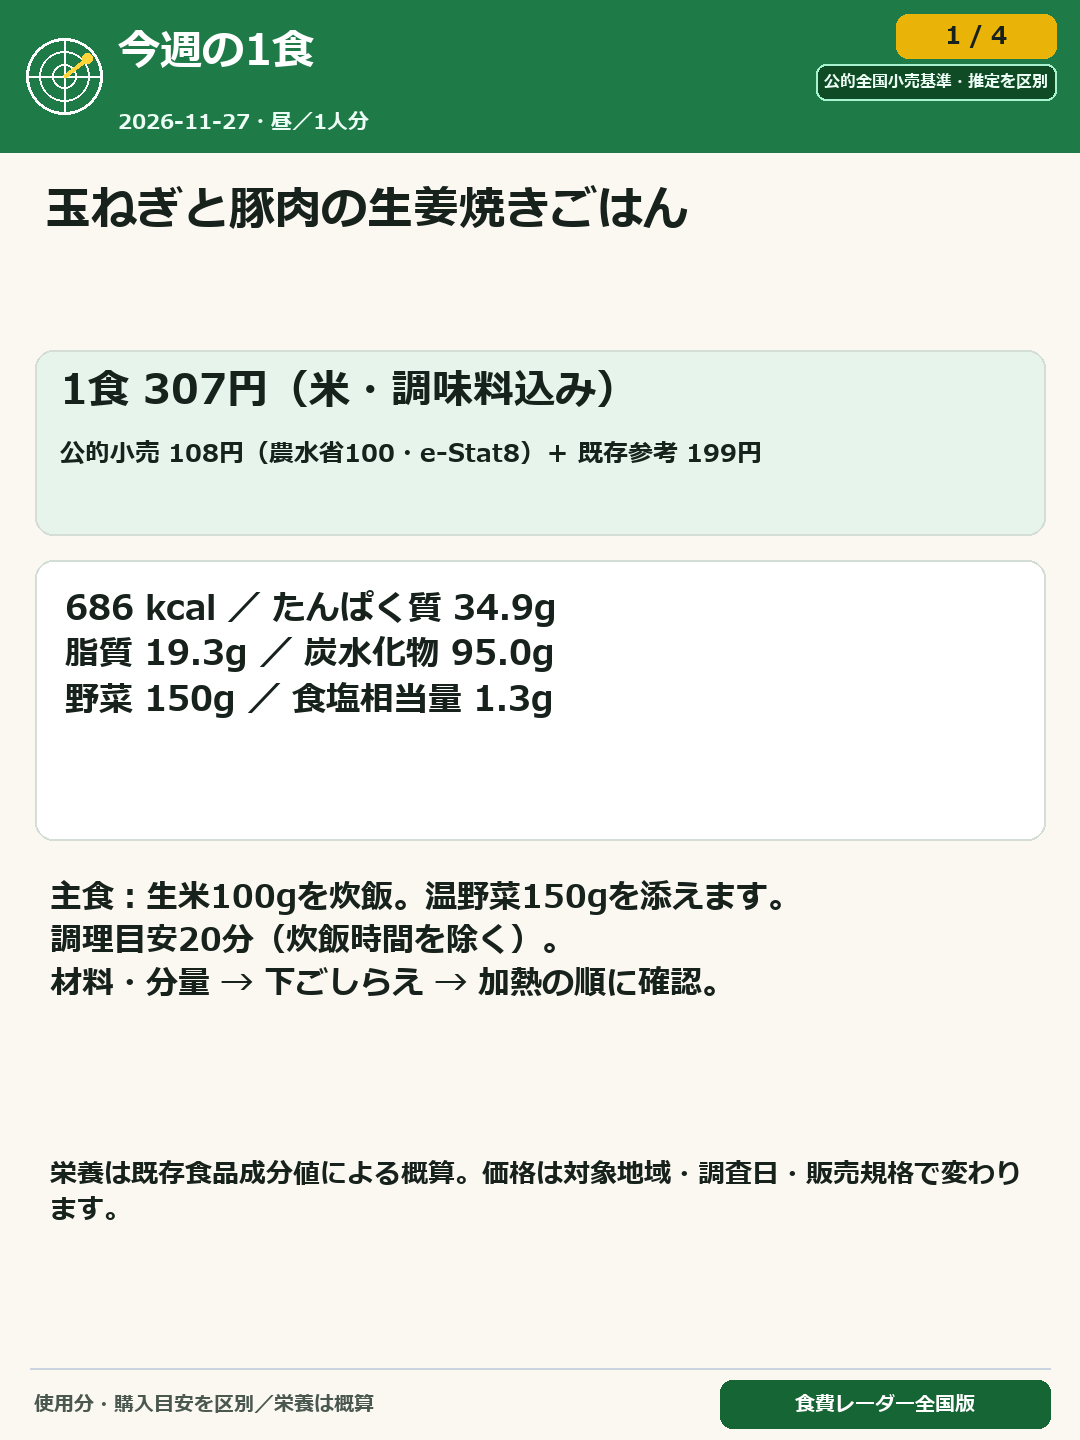 今週の1食
2026-11-27・昼／1人分
1 / 4
公的全国小売基準・推定を区別
玉ねぎと豚肉の生姜焼きごはん
1食 307円（米・調味料込み）
公的小売 108円（農水省100・e-Stat8）＋ 既存参考 199円
686 kcal ／ たんぱく質 34.9g
脂質 19.3g ／ 炭水化物 95.0g
野菜 150g ／ 食塩相当量 1.3g
主食：生米100gを炊飯。温野菜150gを添えます。
調理目安20分（炊飯時間を除く）。
材料・分量 → 下ごしらえ → 加熱の順に確認。
栄養は既存食品成分値による概算。価格は対象地域・調査日・販売規格で変わり
ます。
使用分・購入目安を区別／栄養は概算
食費レーダー全国版